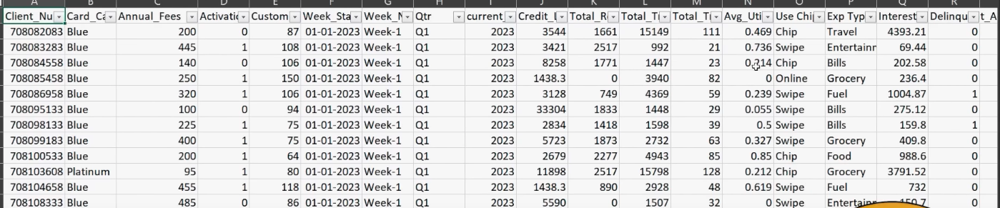 A B C D E F G H I J K L M N O P Q R
Client_Nu Card_Ca Annual_Fees Activatio Custom Week_Sta Week_N Qtr current_ Credit_L Total_R Total_Tr Total_Tr Avg_Uti Use Chip Exp Typ Interest Delinqu t_A
708082083 Blue 200 0 87 01-01-2023 Week-1 Q1 2023 3544 1661 15149 111 0.469 Chip Travel 4393.21 0
708083283 Blue 445 1 108 01-01-2023 Week-1 Q1 2023 3421 2517 992 21 0.736 Swipe Entertainr 69.44 0
708084558 Blue 140 0 106 01-01-2023 Week-1 Q1 2023 8258 1771 1447 23 Chip Bills 202.58 0
708085458 Blue 250 1 150 01-01-2023 Week-1 Q1 2023 1438.3 0 3940 82 0 Online Grocery 236.4 0
708086958 Blue 320 1 106 01-01-2023 Week-1 Q1 2023 3128 749 4369 59 0.239 Swipe Fuel 1004.87 1
708095133 Blue 100 0 94 01-01-2023 Week-1 Q1 2023 33304 1833 1448 29 0.055 Swipe Bills 275.12 0
708098133 Blue 225 1 75 01-01-2023 Week-1 Q1 2023 2834 1418 1598 39 0.5 Swipe Bills 159.8 1
708099183 Blue 400 1 75 01-01-2023 Week-1 Q1 2023 5723 1873 2732 63 0.327 Swipe Grocery 409.8 0
708100533 Blue 200 1 64 01-01-2023 Week-1 Q1 2023 2679 2277 4943 85 0.85 Chip Food 988.6 0
708103608 Platinum 95 1 80 01-01-2023 Week-1 Q1 2023 11898 2517 15798 128 0.212 Chip Grocery 3791.52 0
708104658 Blue 455 1 118 01-01-2023 Week-1 Q1 2023 1438.3 890 2928 48 0.619 Swipe Fuel 732 0
708108333 Blue 485 0 86 01-01-2023 Week-1 Q1 2023 5590 0 1507 32 0 Swipe Entertainr 150.7 0